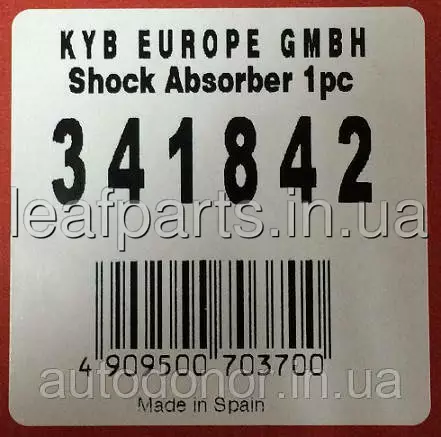 KYB EUROPE GMBH
Shock Absorber 1pc
341842
leafparts.in.ua
4 909500 703700
autodonor.in.ua
Made in Spain